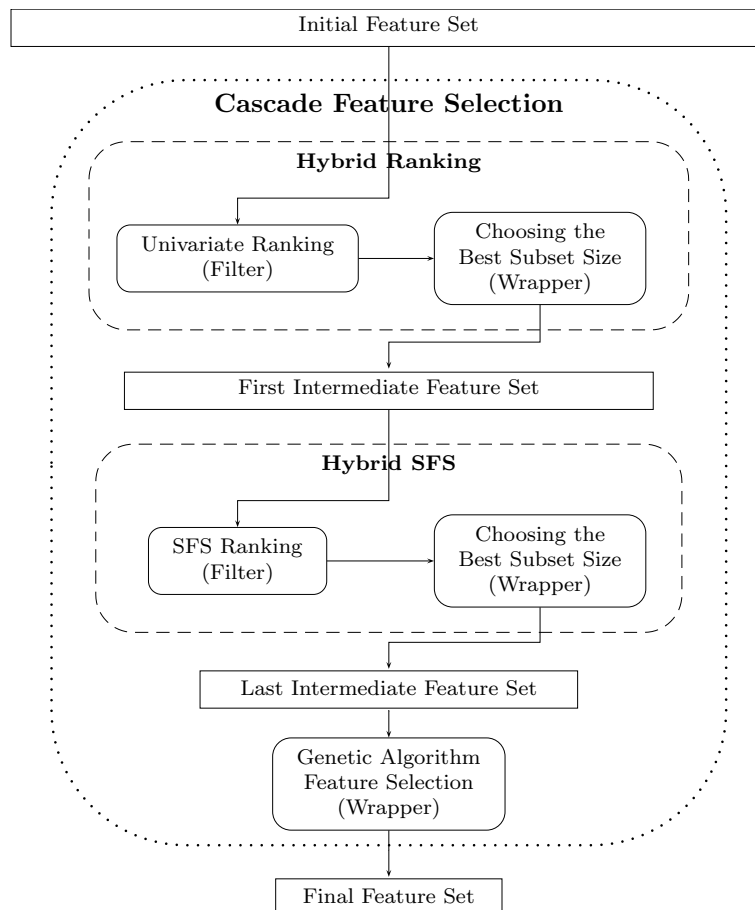 Initial Feature Set
Cascade Feature Selection
Hybrid Ranking
Univariate Ranking
(Filter)
Choosing the
Best Subset Size
(Wrapper)
First Intermediate Feature Set
Hybrid SFS
SFS Ranking
(Filter)
Choosing the
Best Subset Size
(Wrapper)
Last Intermediate Feature Set
Genetic Algorithm
Feature Selection
(Wrapper)
Final Feature Set